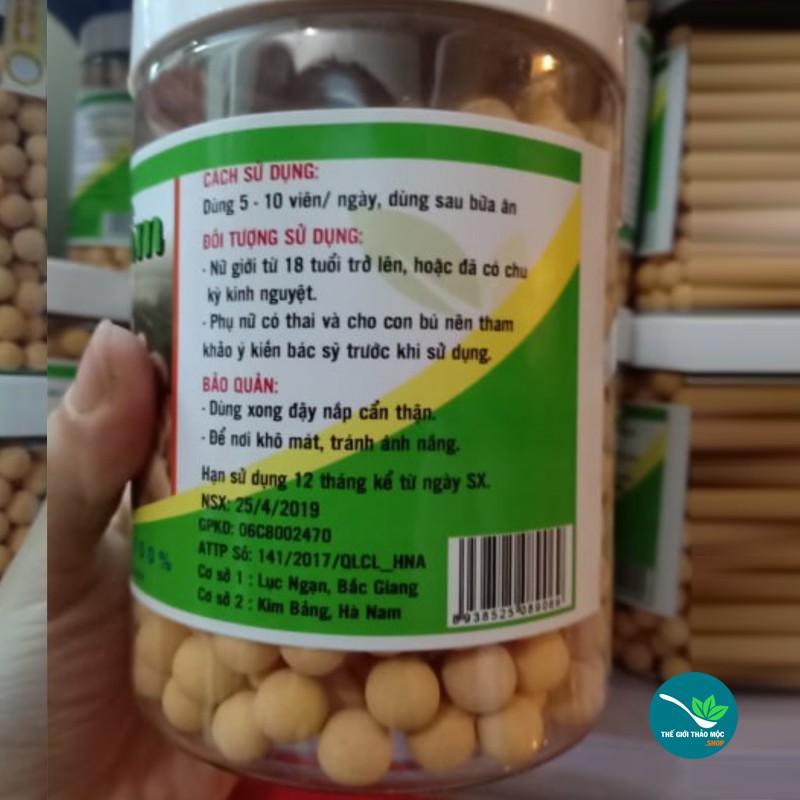 CÁCH SỬ DỤNG:
Dùng 5 - 10 viên/ ngày, dùng sau bữa ăn
ĐỐI TƯỢNG SỬ DỤNG:
- Nữ giới từ 18 tuổi trở lên, hoặc đã có chu
kỳ kinh nguyệt.
- Phụ nữ có thai và cho con bú nên tham
khảo ý kiến bác sỹ trước khi sử dụng.
BẢO QUẢN:
- Dùng xong đậy nắp cẩn thận.
- Để nơi khô mát, tránh ánh nắng.
Hạn sử dụng 12 tháng kể từ ngày SX.
NSX: 25/4/2019
GPKD: 06C8002470
ATTP Số: 141/2017/QLCL_HNA
Cơ sở 1 : Lục Ngạn, Bắc Giang
Cơ sở 2 : Kim Bảng, Hà Nam
THẾ GIỚI THẢO MỘC
.SHOP